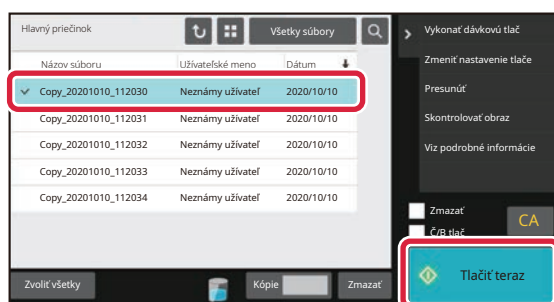 Hlavný priečinok
Všetky súbory
Názov súboru Užívateľské meno Dátum
Copy_20201010_112030 Neznámy užívateľ 2020/10/10
Copy_20201010_112031 Neznámy užívateľ 2020/10/10
Copy_20201010_112032 Neznámy užívateľ 2020/10/10
Copy_20201010_112033 Neznámy užívateľ 2020/10/10
Copy_20201010_112034 Neznámy užívateľ 2020/10/10
Zvoliť všetky
Kópie
Zmazať
Vykonať dávkovú tlač
Zmeniť nastavenie tlače
Presunúť
Skontrolovať obraz
Viz podrobné informácie
Zmazať
Č/B tlač
CA
Tlačiť teraz